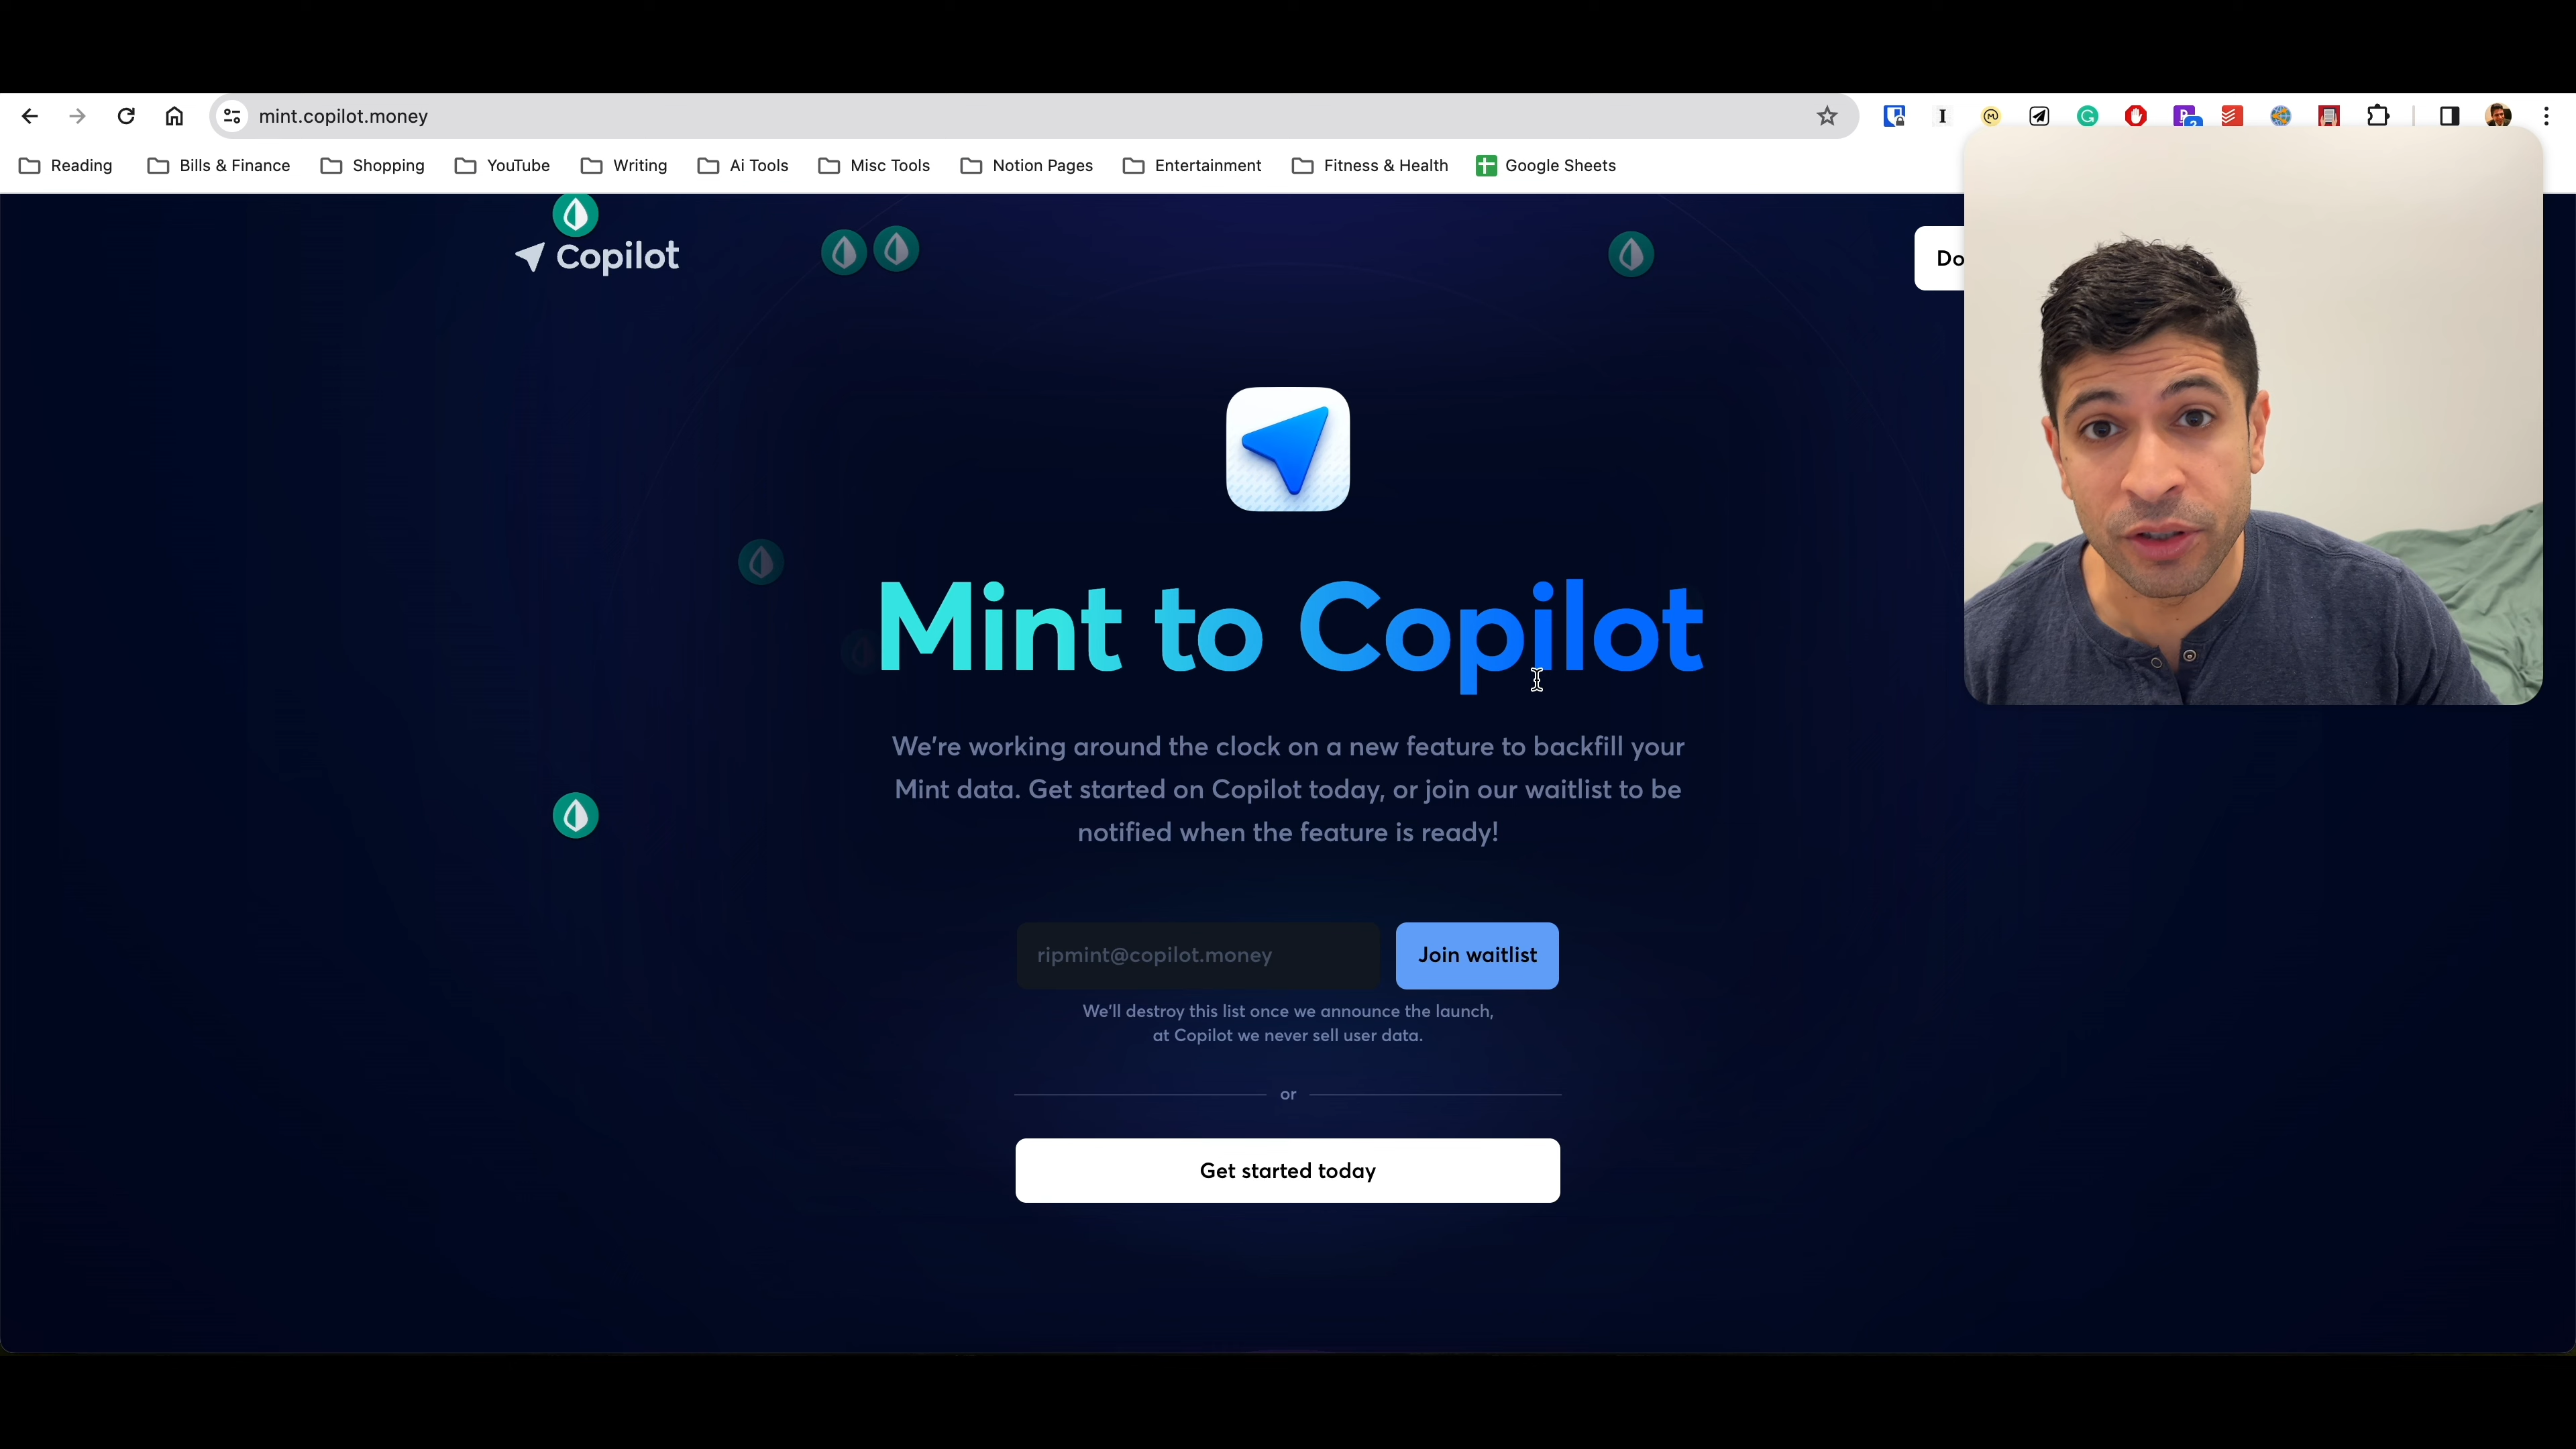 mint.copilot.money
Reading
Bills & Finance
Shopping
YouTube
Writing
Ai Tools
Misc Tools
Notion Pages
Entertainment
Fitness & Health
Google Sheets
Copilot
Do
Mint to Copilot
We're working around the clock on a new feature to backfill your
Mint data. Get started on Copilot today, or join our waitlist to be
notified when the feature is ready!
ripmint@copilot.money
Join waitlist
We'll destroy this list once we announce the launch,
at Copilot we never sell user data.
or
Get started today